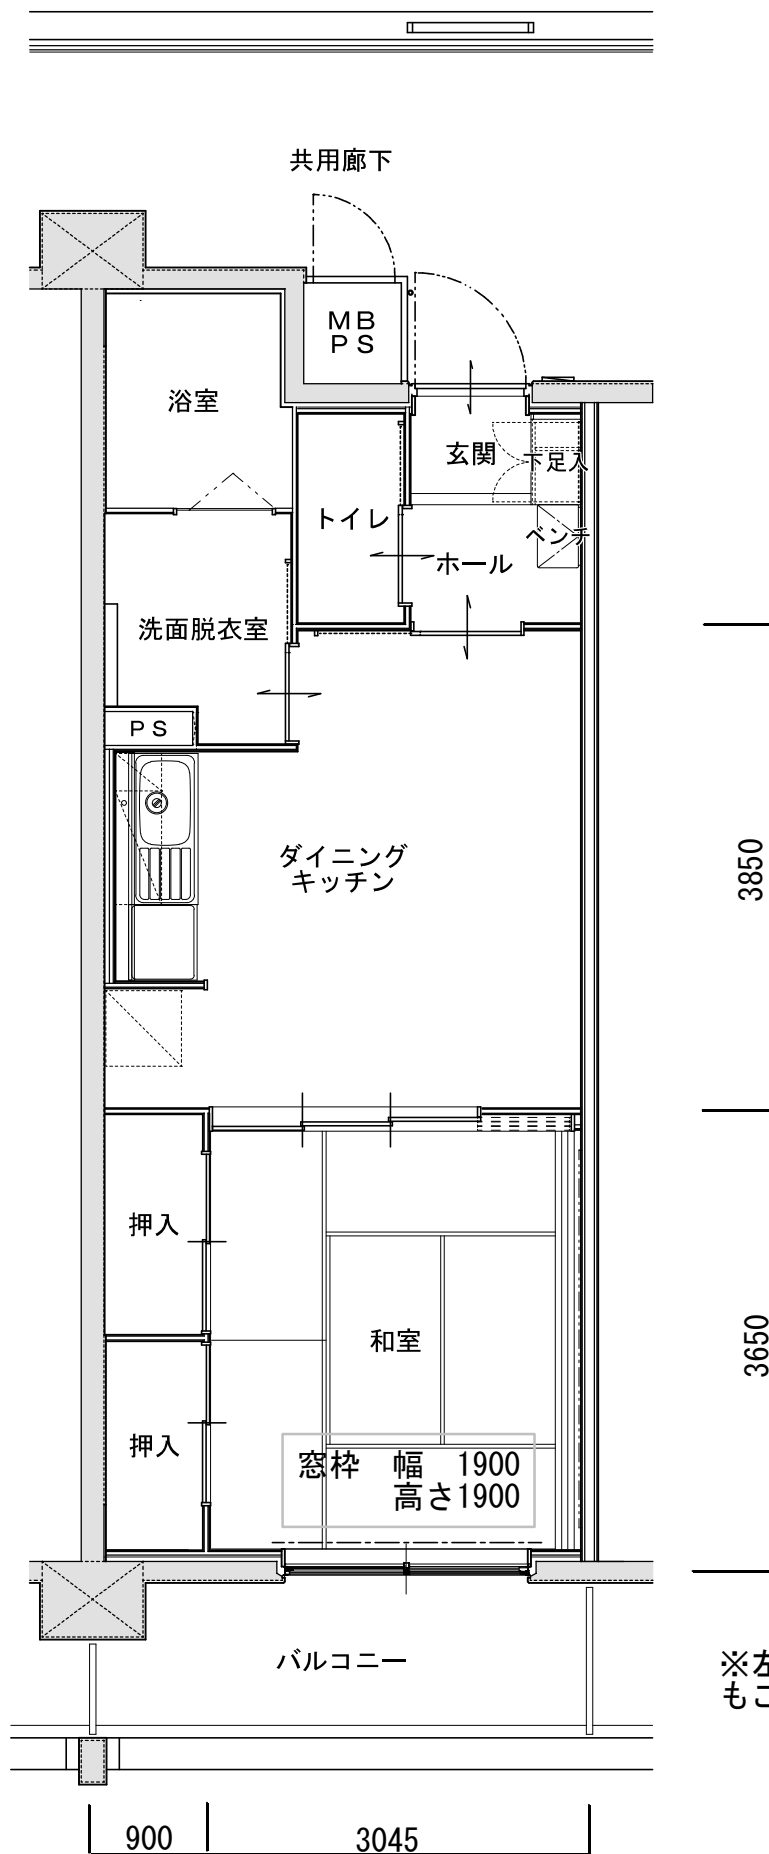 共用廊下
MB
PS
浴室
玄関
下足入
トイレ
ベンチ
ホール
洗面脱衣室
PS
ダイニング
キッチン
3850
押入
和室
3650
押入
窓枠 幅 1900
高さ1900
バルコニー
※左
もこ
900
3045